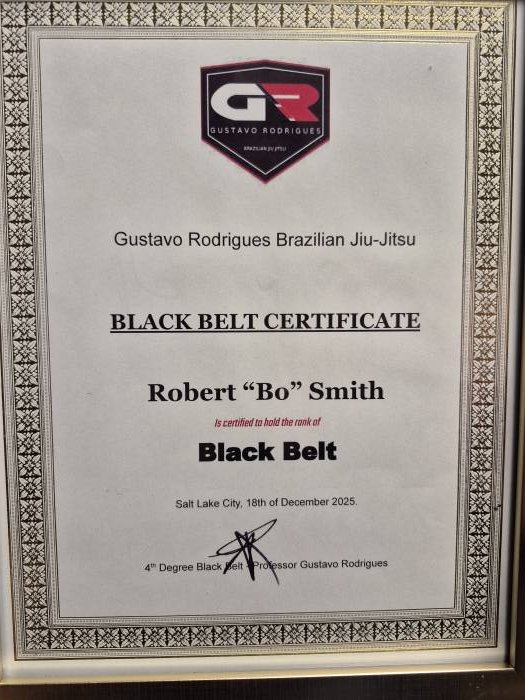 GR
GUSTAVO RODRIGUES
BRAZILIAN JIU JITSU
Gustavo Rodrigues Brazilian Jiu-Jitsu
BLACK BELT CERTIFICATE
Robert “Bo” Smith
Is certified to hold the rank of
Black Belt
Salt Lake City, 18th of December 2025.
4th Degree Black Belt - Professor Gustavo Rodrigues